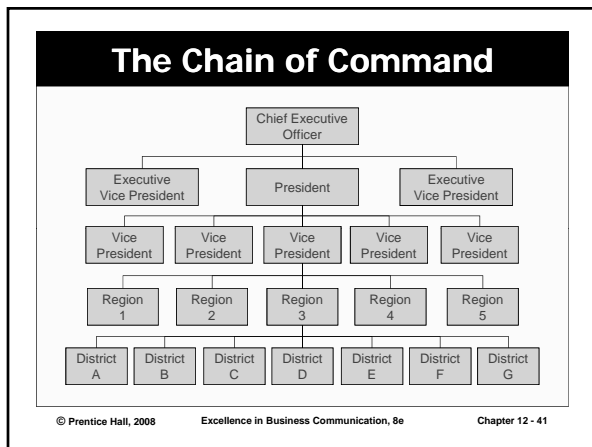 The Chain of Command
Chief Executive
Officer
Executive
Vice President
President
Executive
Vice President
Vice
President
Vice
President
Vice
President
Vice
President
Vice
President
Region
1
Region
2
Region
3
Region
4
Region
5
District
A
District
B
District
C
District
D
District
E
District
F
District
G
© Prentice Hall, 2008 Excellence in Business Communication, 8e Chapter 12 - 41